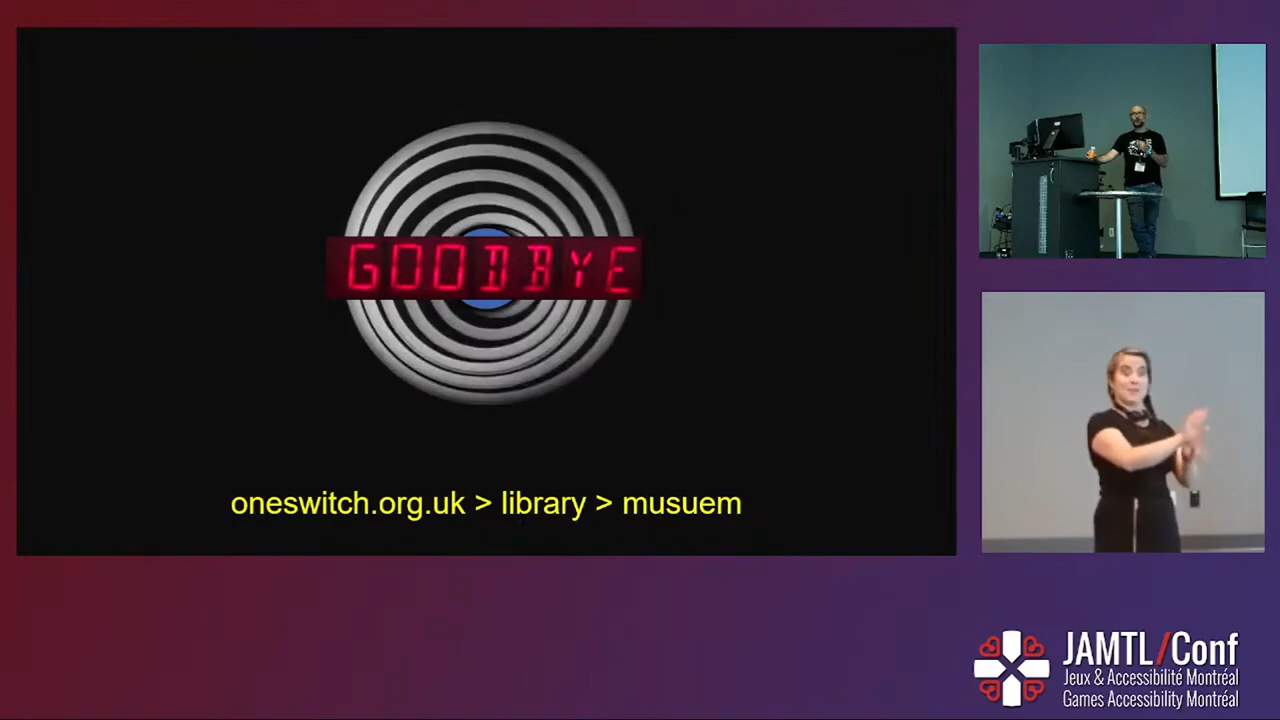 GOODBYE
oneswitch.org.uk > library > musuem
JAMTL/Conf
Jeux & Accessibilité Montréal
Games Accessibility Montréal